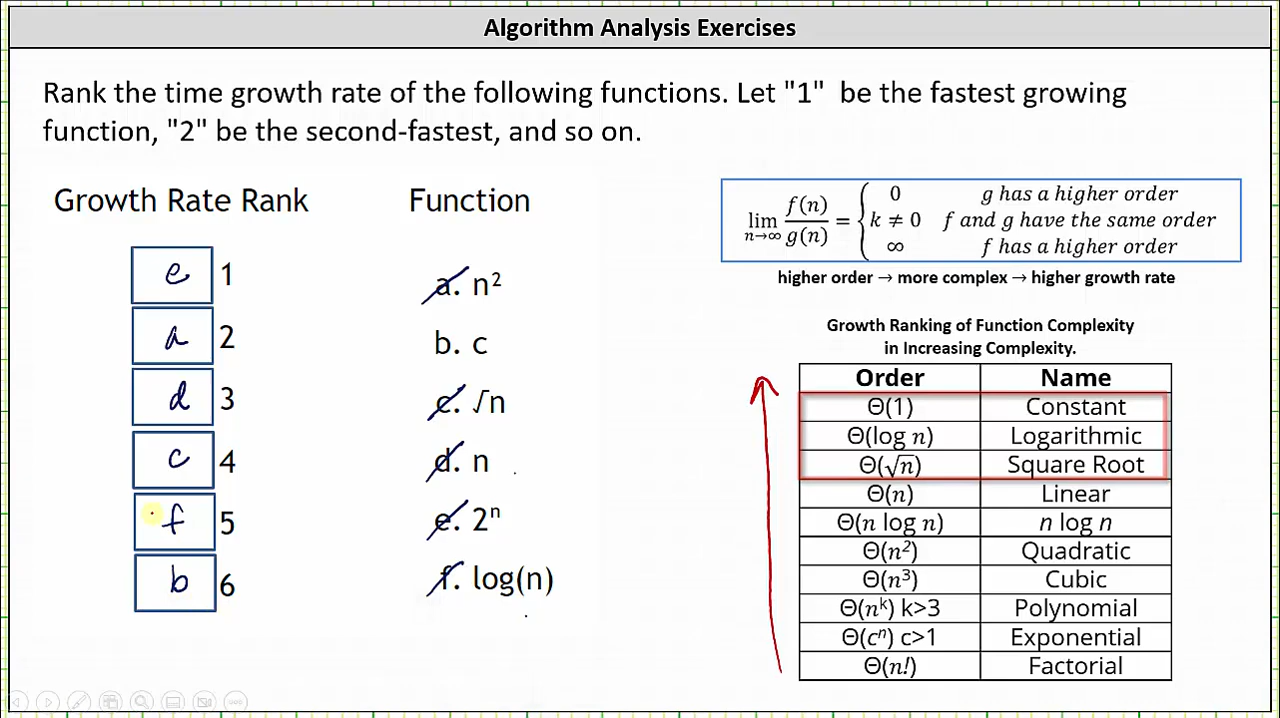 Algorithm Analysis Exercises
Rank the time growth rate of the following functions. Let "1" be the fastest growing
function, "2" be the second-fastest, and so on.
Growth Rate Rank Function
e 1 a. n²
a 2 b. c
d 3 c. √n
c 4 d. n
f 5 e. 2ⁿ
b 6 f. log(n)
lim n→∞ f(n)/g(n) = { 0 g has a higher order
k ≠ 0 f and g have the same order
∞ f has a higher order
higher order → more complex → higher growth rate
Growth Ranking of Function Complexity
in Increasing Complexity.
Order Name
Θ(1) Constant
Θ(log n) Logarithmic
Θ(√n) Square Root
Θ(n) Linear
Θ(n log n) n log n
Θ(n²) Quadratic
Θ(n³) Cubic
Θ(nᵏ) k>3 Polynomial
Θ(cⁿ) c>1 Exponential
Θ(n!) Factorial